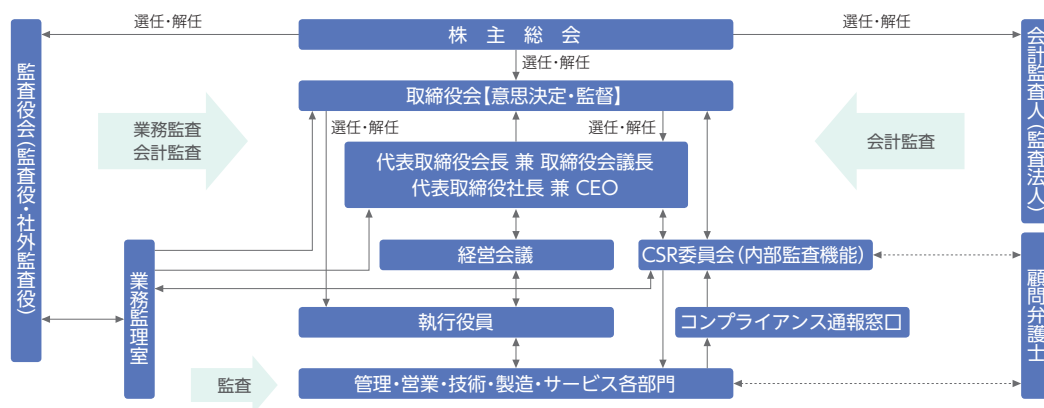 選任・解任
株主総会
選任・解任
監査役会(監査役・社外監査役)
会計監査人(監査法人)
選任・解任
取締役会【意思決定・監督】
業務監査
会計監査
選任・解任
選任・解任
会計監査
代表取締役会長 兼 取締役会議長
代表取締役社長 兼 CEO
業務監理室
経営会議
CSR委員会(内部監査機能)
顧問弁護士
執行役員
コンプライアンス通報窓口
監査
管理・営業・技術・製造・サービス各部門